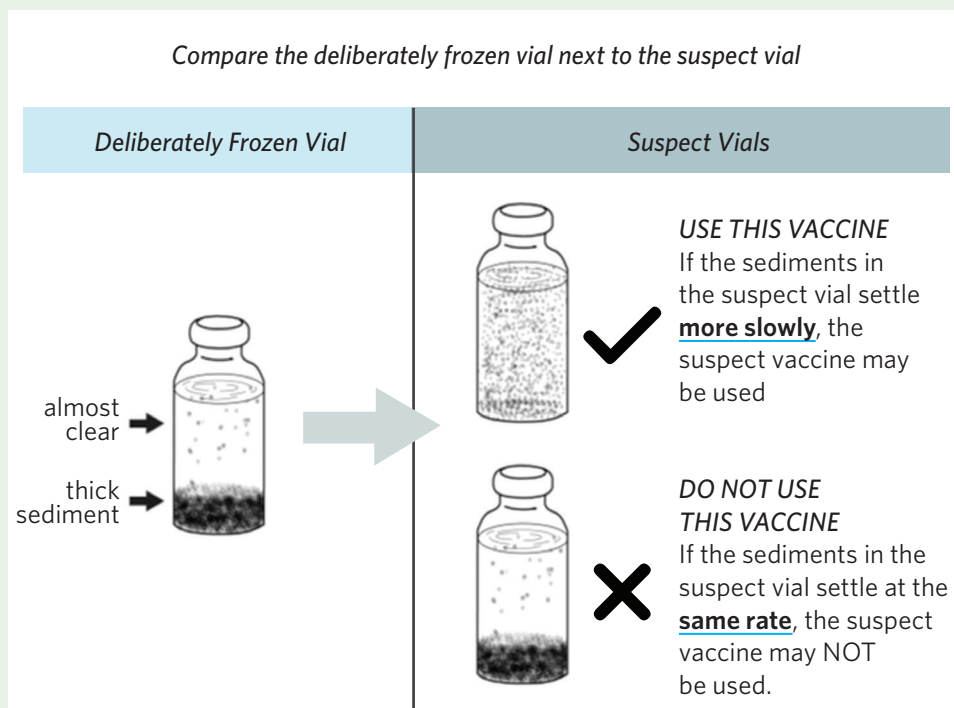 Compare the deliberately frozen vial next to the suspect vial
Deliberately Frozen Vial
Suspect Vials
almost
clear
thick
sediment
USE THIS VACCINE
If the sediments in
the suspect vial settle
more slowly, the
suspect vaccine may
be used
DO NOT USE
THIS VACCINE
If the sediments in the
suspect vial settle at the
same rate, the suspect
vaccine may NOT
be used.